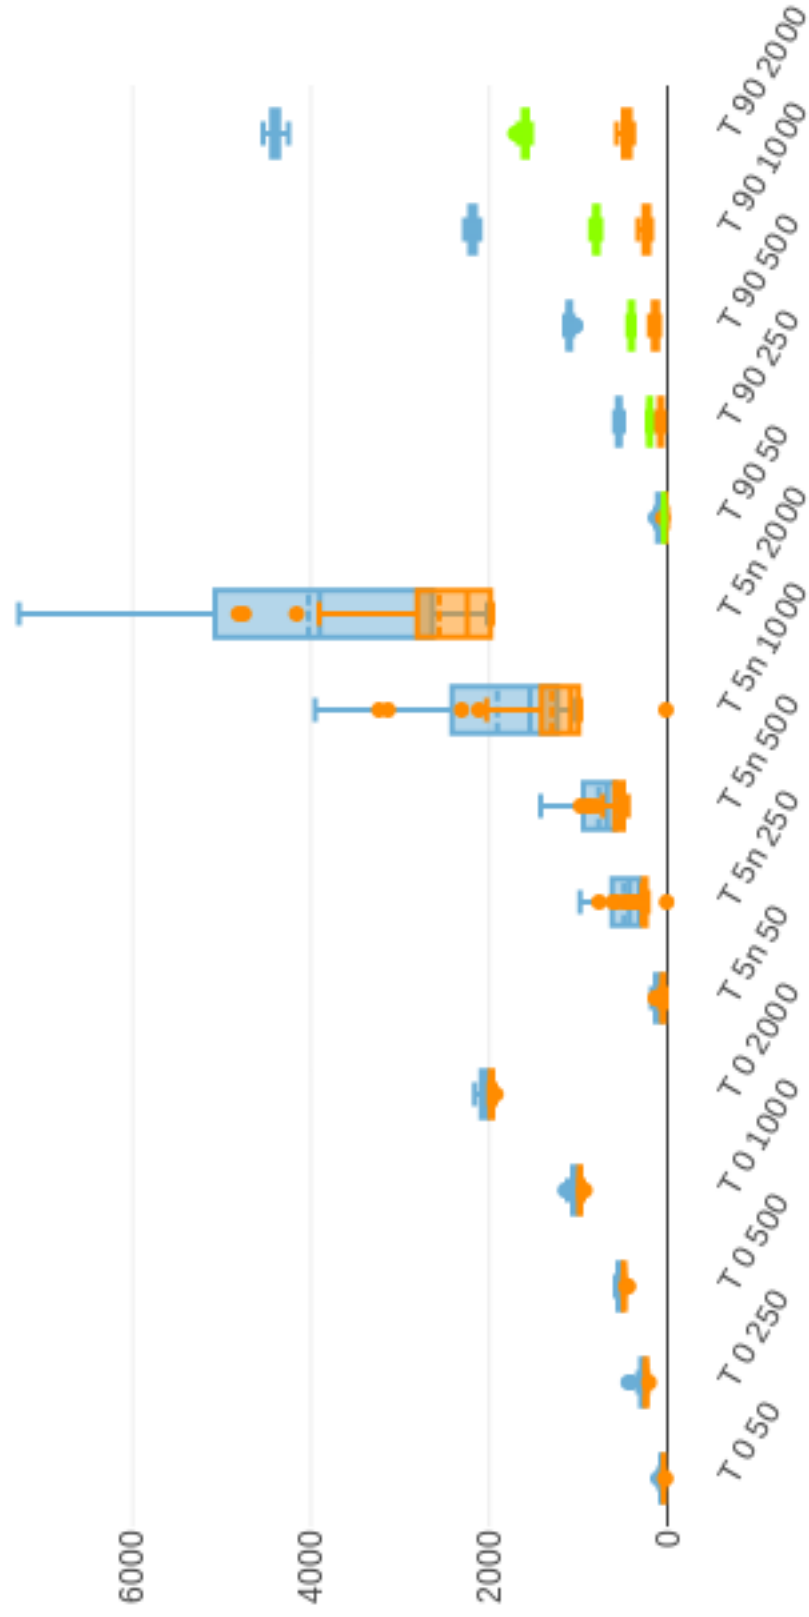 6000
4000
2000
0
T 0 50
T 0 250
T 0 500
T 0 1000
T 0 2000
T 5n 50
T 5n 250
T 5n 500
T 5n 1000
T 5n 2000
T 90 50
T 90 250
T 90 500
T 90 1000
T 90 2000